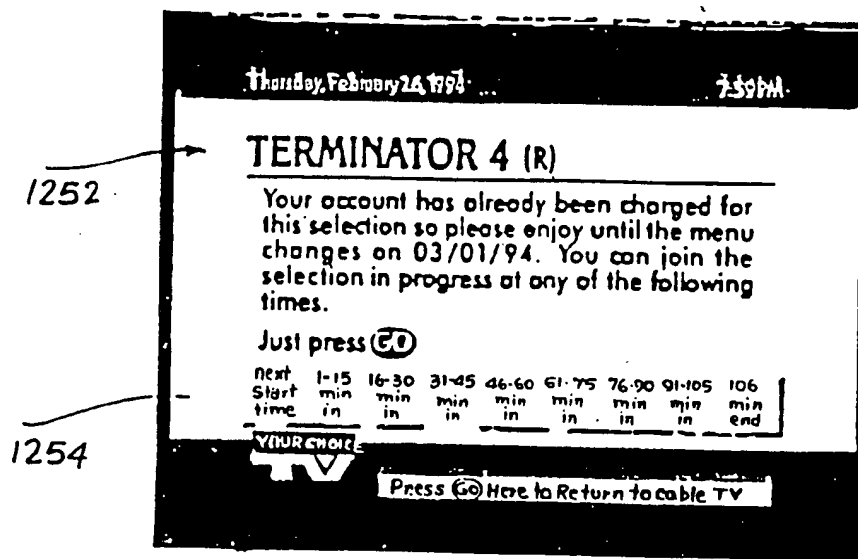 Thursday, February 24, 1994 7:59PM
TERMINATOR 4 (R)
1252
Your account has already been charged for
this selection so please enjoy until the menu
changes on 03/01/94. You can join the
selection in progress at any of the following
times.
Just press GO
next 1-15 16-30 31-45 46-60 61-75 76-90 91-105 106
Start min min min min min min min min
time in in in in in in in end
1254
YOUR CHOICE
TV
Press GO Here to Return to cable TV